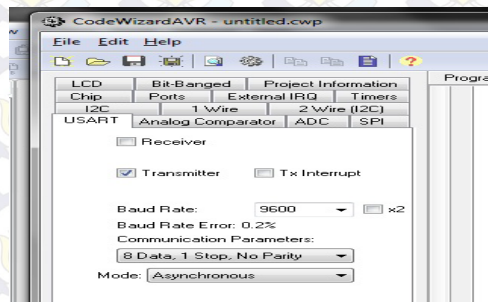 CodeWizardAVR - untitled.cwp
File Edit Help
LCD Bit-Banged Project Information
Chip Ports External IRQ Timers
I2C 1 Wire 2 Wire (I2C)
USART Analog Comparator ADC SPI
Receiver
Transmitter Tx Interrupt
Baud Rate: 9600 x2
Baud Rate Error: 0.2%
Communication Parameters:
8 Data, 1 Stop, No Parity
Mode: Asynchronous